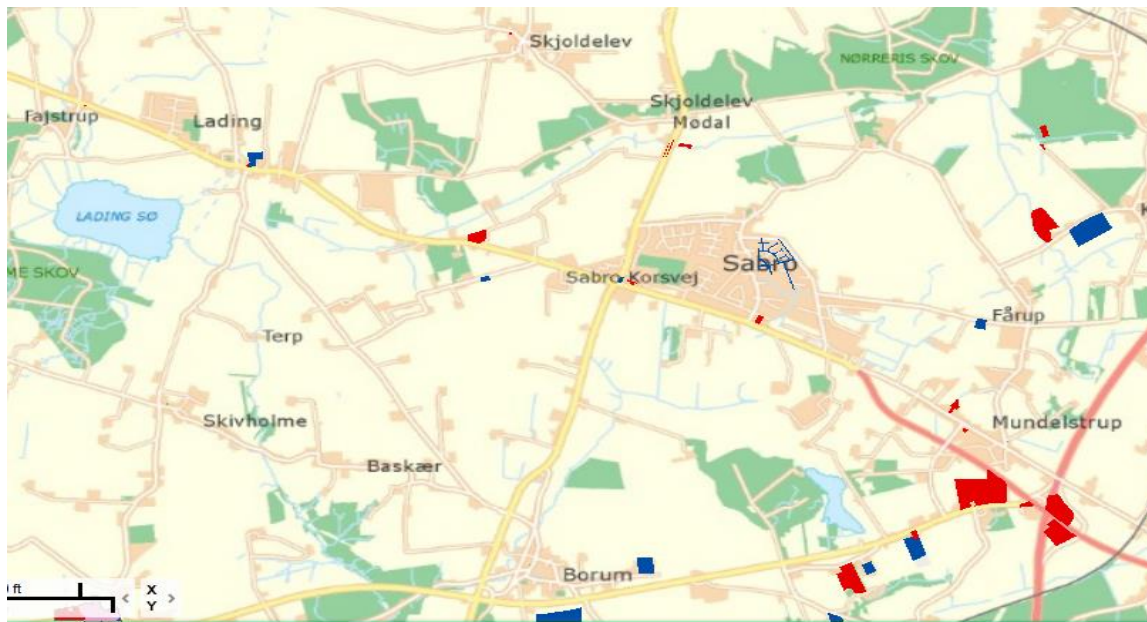 Skjoldelev
NØRRERIS SKOV
Skjoldelev
Mødal
Fajstrup
Lading
LADING SØ
Sabro
Sabro Korsvej
ME SKOV
Fårup
Terp
Skivholme
Mundelstrup
Baskær
Borum
ft
< X >
Y